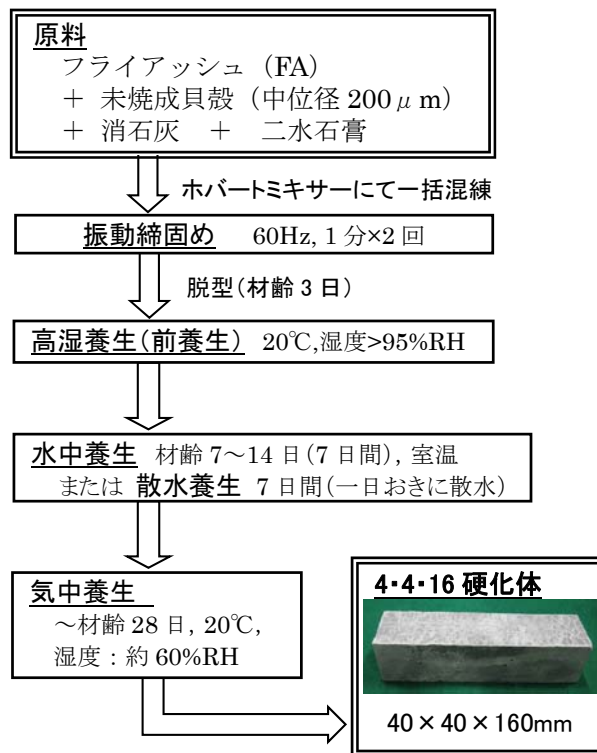 原料
フライアッシュ（FA）
＋ 未焼成貝殻（中位径 200μm）
＋ 消石灰 ＋ 二水石膏
ホバートミキサーにて一括混練
振動締固め 60Hz, 1 分×2 回
脱型(材齢 3 日)
高湿養生(前養生) 20℃,湿度>95%RH
水中養生 材齢 7～14 日(7 日間), 室温
または 散水養生 7 日間(一日おきに散水)
気中養生
～材齢 28 日, 20℃,
湿度：約 60%RH
4・4・16 硬化体
40×40×160mm